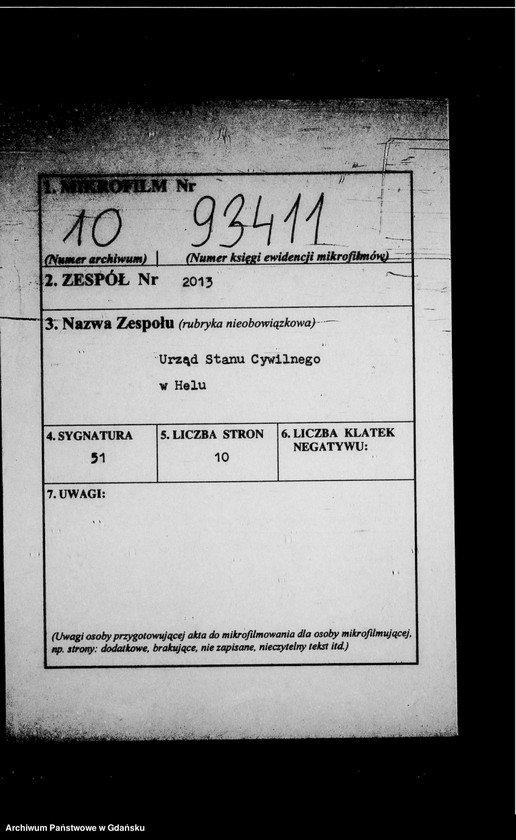 1. MIKROFILM Nr
10 93411
(Numer archiwum) (Numer księgi ewidencji mikrofilmów)
2. ZESPÓŁ Nr 2013
3. Nazwa Zespołu (rubryka nieobowiązkowa)
Urząd Stanu Cywilnego
w Helu
4. SYGNATURA 5. LICZBA STRON 6. LICZBA KLATEK
NEGATYWU:
51 10
7. UWAGI:
(Uwagi osoby przygotowującej akta do mikrofilmowania dla osoby mikrofilmującej,
np. strony: dodatkowe, brakujące, nie zapisane, nieczytelny tekst itd.)
Archiwum Państwowe w Gdańsku